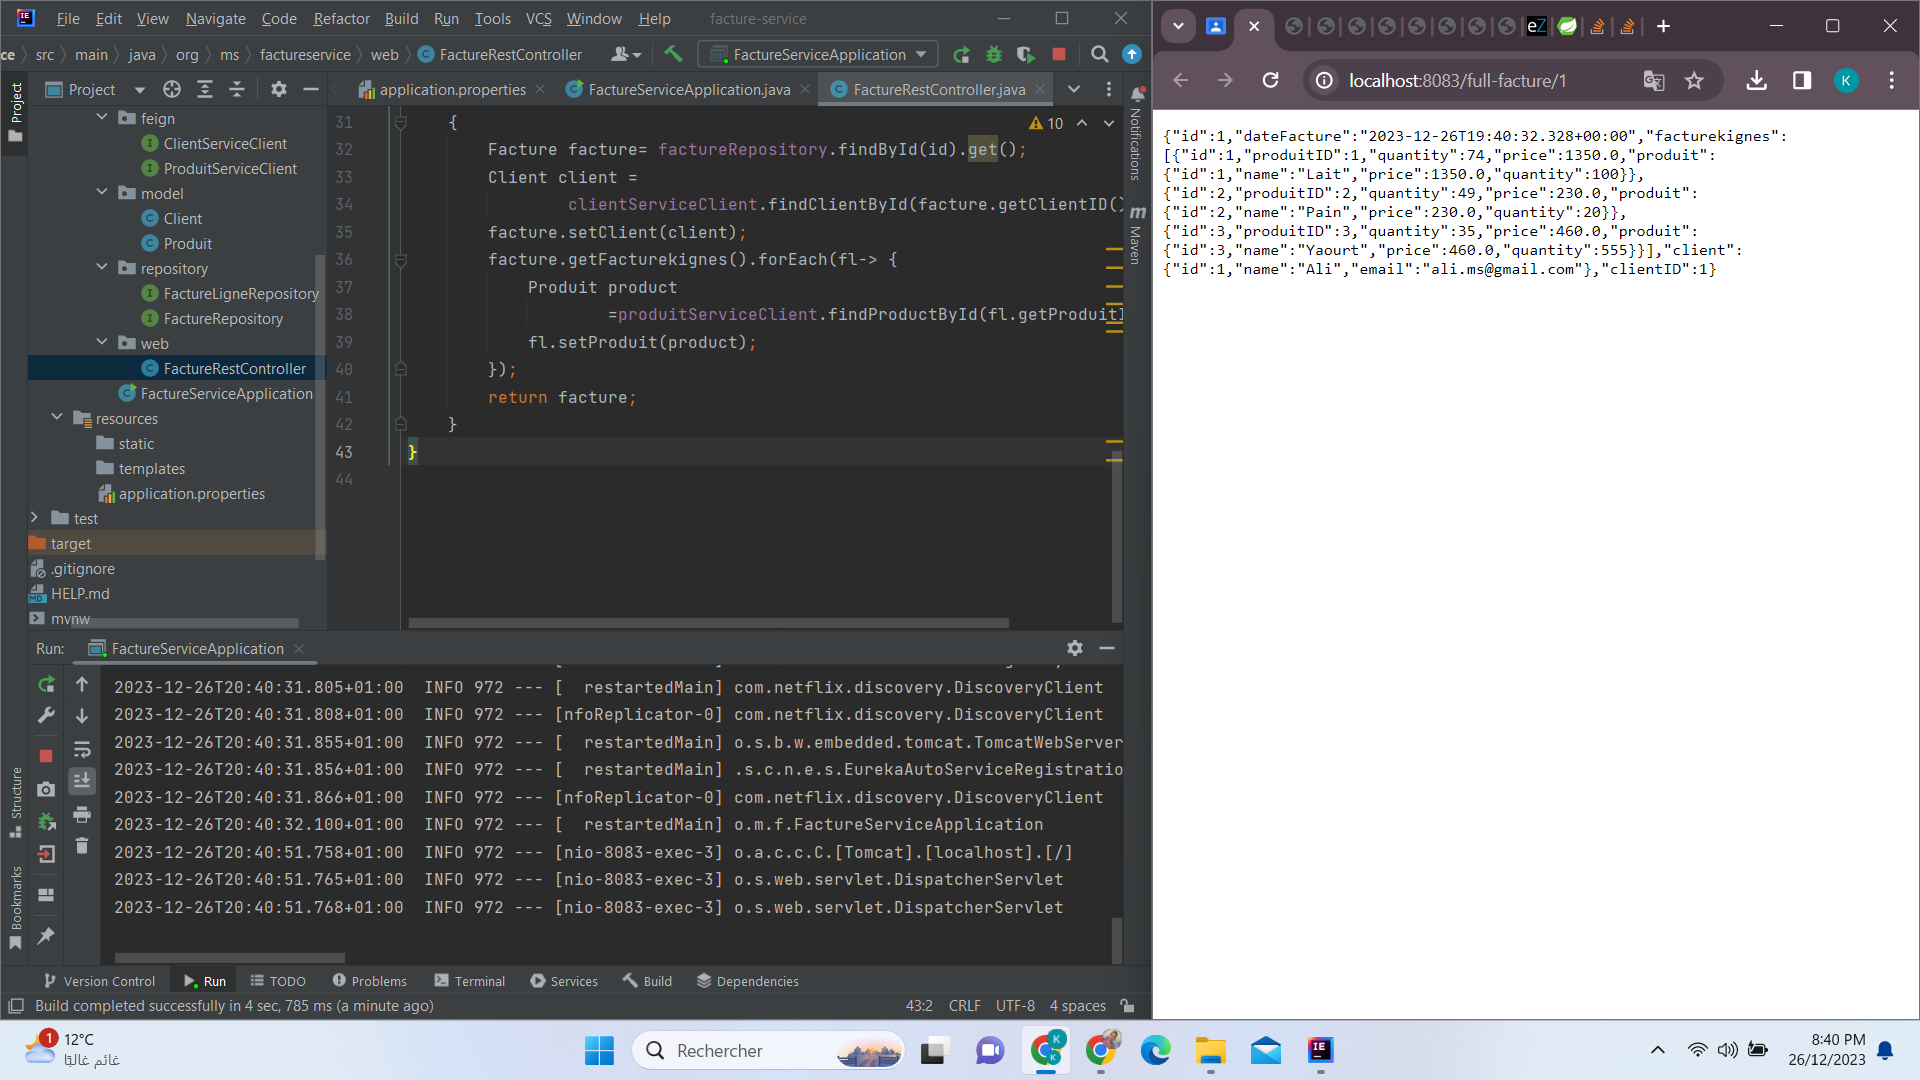 File Edit View Navigate Code Refactor Build Run Tools VCS Window Help facture-service
ce src main java org ms factureservice web FactureRestController FactureServiceApplication
Project
Project
application.properties FactureServiceApplication.java FactureRestController.java
feign
ClientServiceClient
ProduitServiceClient
model
Client
Produit
repository
FactureLigneRepository
FactureRepository
web
FactureRestController
FactureServiceApplication
resources
static
templates
application.properties
test
target
.gitignore
HELP.md
mvnw
10
31 {
32 Facture facture= factureRepository.findById(id).get();
33 Client client =
34 clientServiceClient.findClientById(facture.getClientID()
35 facture.setClient(client);
36 facture.getFacturekignes().forEach(fl-> {
37 Produit product
38 =produitServiceClient.findProductById(fl.getProduitI
39 fl.setProduit(product);
40 });
41 return facture;
42 }
43 }
44
Notifications
Maven
Structure
Bookmarks
Run: FactureServiceApplication
2023-12-26T20:40:31.805+01:00 INFO 972 --- [ restartedMain] com.netflix.discovery.DiscoveryClient
2023-12-26T20:40:31.808+01:00 INFO 972 --- [nfoReplicator-0] com.netflix.discovery.DiscoveryClient
2023-12-26T20:40:31.855+01:00 INFO 972 --- [ restartedMain] o.s.b.w.embedded.tomcat.TomcatWebServer
2023-12-26T20:40:31.856+01:00 INFO 972 --- [ restartedMain] .s.c.n.e.s.EurekaAutoServiceRegistratio
2023-12-26T20:40:31.866+01:00 INFO 972 --- [nfoReplicator-0] com.netflix.discovery.DiscoveryClient
2023-12-26T20:40:32.100+01:00 INFO 972 --- [ restartedMain] o.m.f.FactureServiceApplication
2023-12-26T20:40:51.758+01:00 INFO 972 --- [nio-8083-exec-3] o.a.c.c.C.[Tomcat].[localhost].[/]
2023-12-26T20:40:51.765+01:00 INFO 972 --- [nio-8083-exec-3] o.s.web.servlet.DispatcherServlet
2023-12-26T20:40:51.768+01:00 INFO 972 --- [nio-8083-exec-3] o.s.web.servlet.DispatcherServlet
Version Control Run TODO Problems Terminal Services Build Dependencies
Build completed successfully in 4 sec, 785 ms (a minute ago) 43:2 CRLF UTF-8 4 spaces
localhost:8083/full-facture/1
K
{"id":1,"dateFacture":"2023-12-26T19:40:32.328+00:00","facturekignes":
[{"id":1,"produitID":1,"quantity":74,"price":1350.0,"produit":
{"id":1,"name":"Lait","price":1350.0,"quantity":100}},
{"id":2,"produitID":2,"quantity":49,"price":230.0,"produit":
{"id":2,"name":"Pain","price":230.0,"quantity":20}},
{"id":3,"produitID":3,"quantity":35,"price":460.0,"produit":
{"id":3,"name":"Yaourt","price":460.0,"quantity":555}}],"client":
{"id":1,"name":"Ali","email":"ali.ms@gmail.com"},"clientID":1}
1 12°C
غائم غالبًا
Rechercher
8:40 PM
26/12/2023